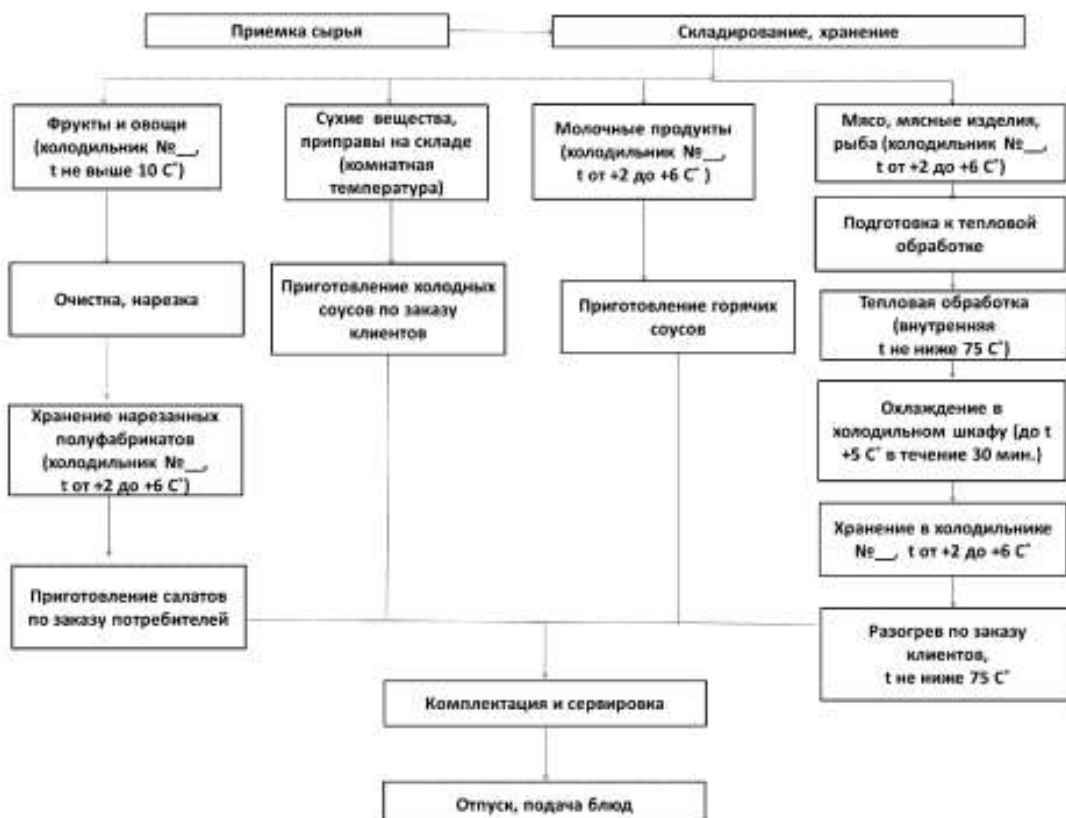 Приемка сырья
Складирование, хранение
Фрукты и овощи
(холодильник №__,
t не выше 10 С˚)
Сухие вещества,
приправы на складе
(комнатная
температура)
Молочные продукты
(холодильник №__,
t от +2 до +6 С˚ )
Мясо, мясные изделия,
рыба (холодильник №__,
t от +2 до +6 С˚)
Подготовка к тепловой
обработке
Очистка, нарезка
Приготовление холодных
соусов по заказу
клиентов
Приготовление горячих
соусов
Тепловая обработка
(внутренняя
t не ниже 75 С˚)
Охлаждение в
холодильном шкафу (до t
+5 С˚ в течение 30 мин.)
Хранение нарезанных
полуфабрикатов
(холодильник №__,
t от +2 до +6 С˚)
Хранение в холодильнике
№__, t от +2 до +6 С˚
Приготовление салатов
по заказу потребителей
Разогрев по заказу
клиентов,
t не ниже 75 С˚
Комплектация и сервировка
Отпуск, подача блюд